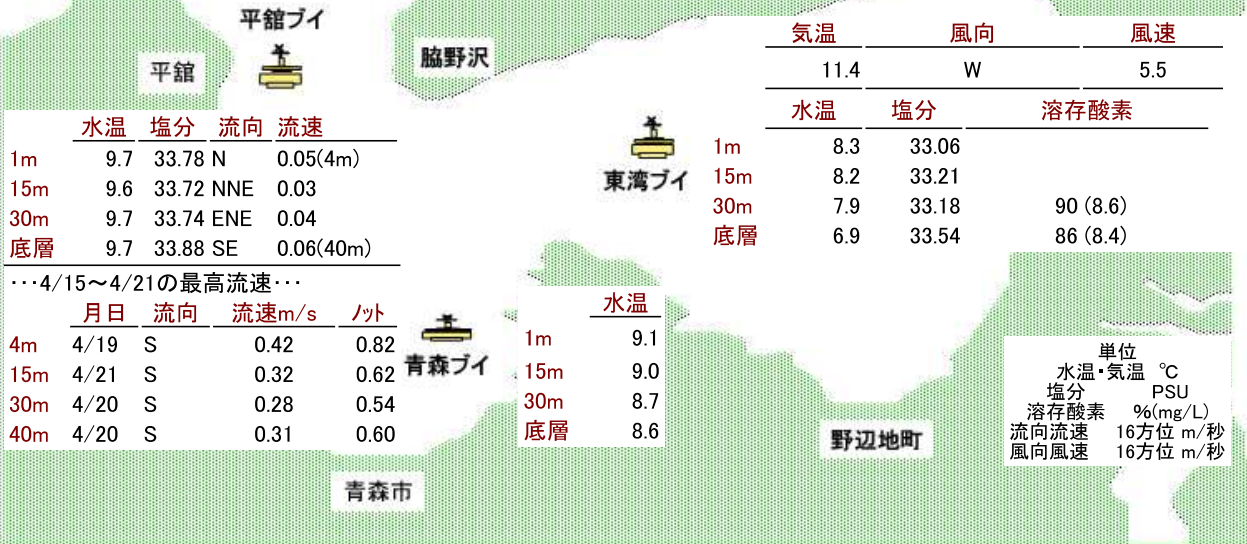 平舘ブイ
平舘
脇野沢
気温 風向 風速
11.4 W 5.5
水温 塩分 溶存酸素
1m 8.3 33.06
15m 8.2 33.21
30m 7.9 33.18 90 (8.6)
底層 6.9 33.54 86 (8.4)
東湾ブイ
水温 塩分 流向 流速
1m 9.7 33.78 N 0.05(4m)
15m 9.6 33.72 NNE 0.03
30m 9.7 33.74 ENE 0.04
底層 9.7 33.88 SE 0.06(40m)
…4/15～4/21の最高流速…
月日 流向 流速m/s ノット
4m 4/19 S 0.42 0.82
15m 4/21 S 0.32 0.62
30m 4/20 S 0.28 0.54
40m 4/20 S 0.31 0.60
青森ブイ
水温
1m 9.1
15m 9.0
30m 8.7
底層 8.6
単位
水温・気温 ℃
塩分 PSU
溶存酸素 %(mg/L)
流向流速 16方位 m/秒
風向風速 16方位 m/秒
野辺地町
青森市